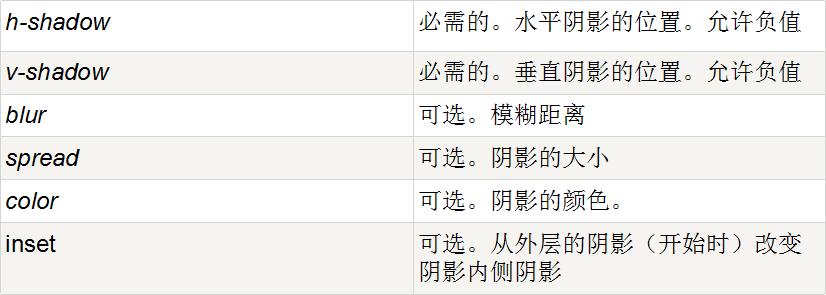 h-shadow 必需的。水平阴影的位置。允许负值
v-shadow 必需的。垂直阴影的位置。允许负值
blur 可选。模糊距离
spread 可选。阴影的大小
color 可选。阴影的颜色。
inset 可选。从外层的阴影（开始时）改变
阴影内侧阴影